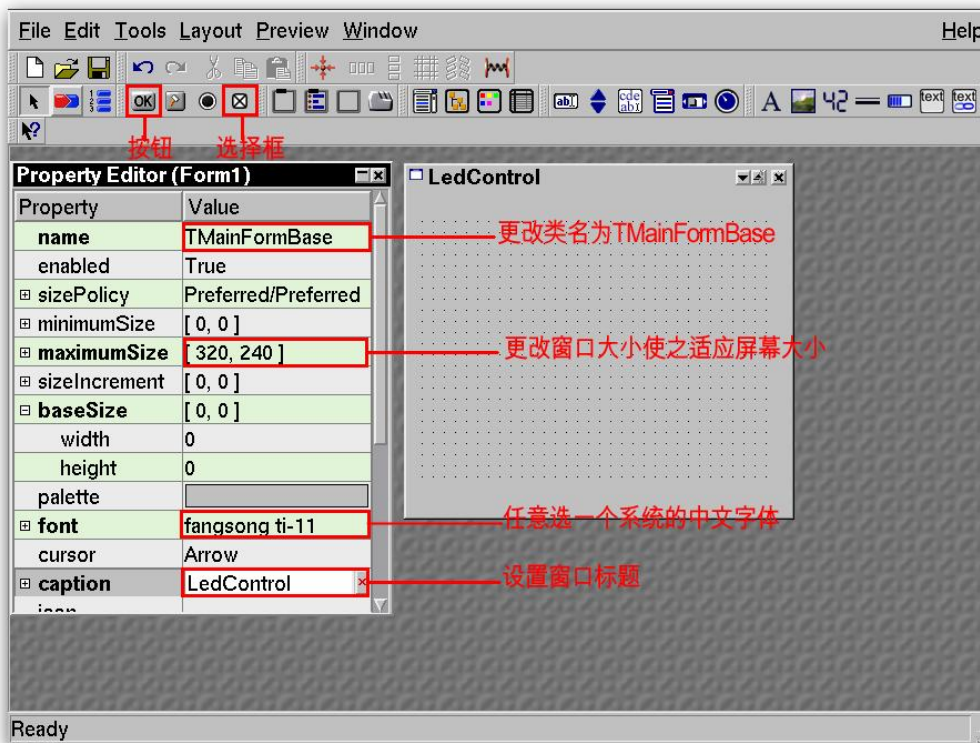 File Edit Tools Layout Preview Window Help
OK
按钮 选择框
Property Editor (Form1)
Property Value
name TMainFormBase
enabled True
sizePolicy Preferred/Preferred
minimumSize [ 0, 0 ]
maximumSize [ 320, 240 ]
sizeIncrement [ 0, 0 ]
baseSize [ 0, 0 ]
width 0
height 0
palette
font fangsong ti-11
cursor Arrow
caption LedControl
LedControl
更改类名为TMainFormBase
更改窗口大小使之适应屏幕大小
任意选一个系统的中文字体
设置窗口标题
Ready